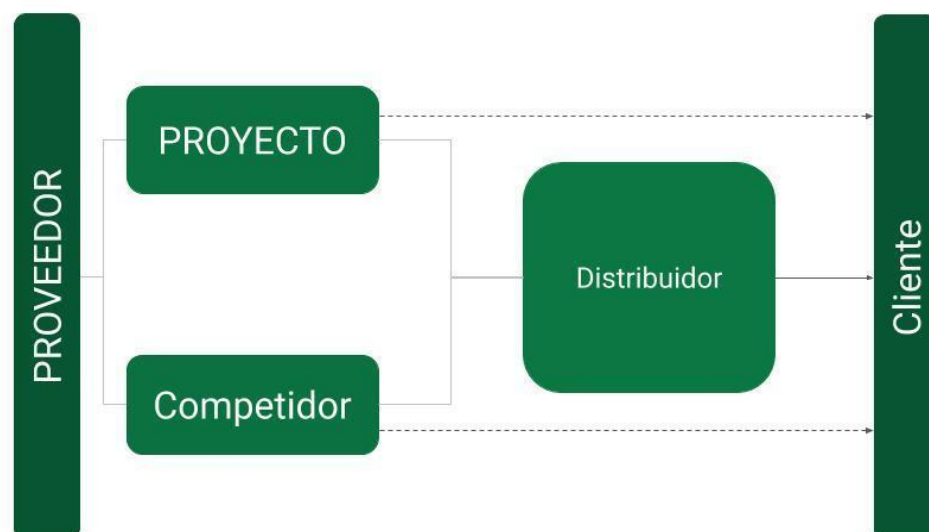 PROVEEDOR
PROYECTO
Competidor
Distribuidor
Cliente